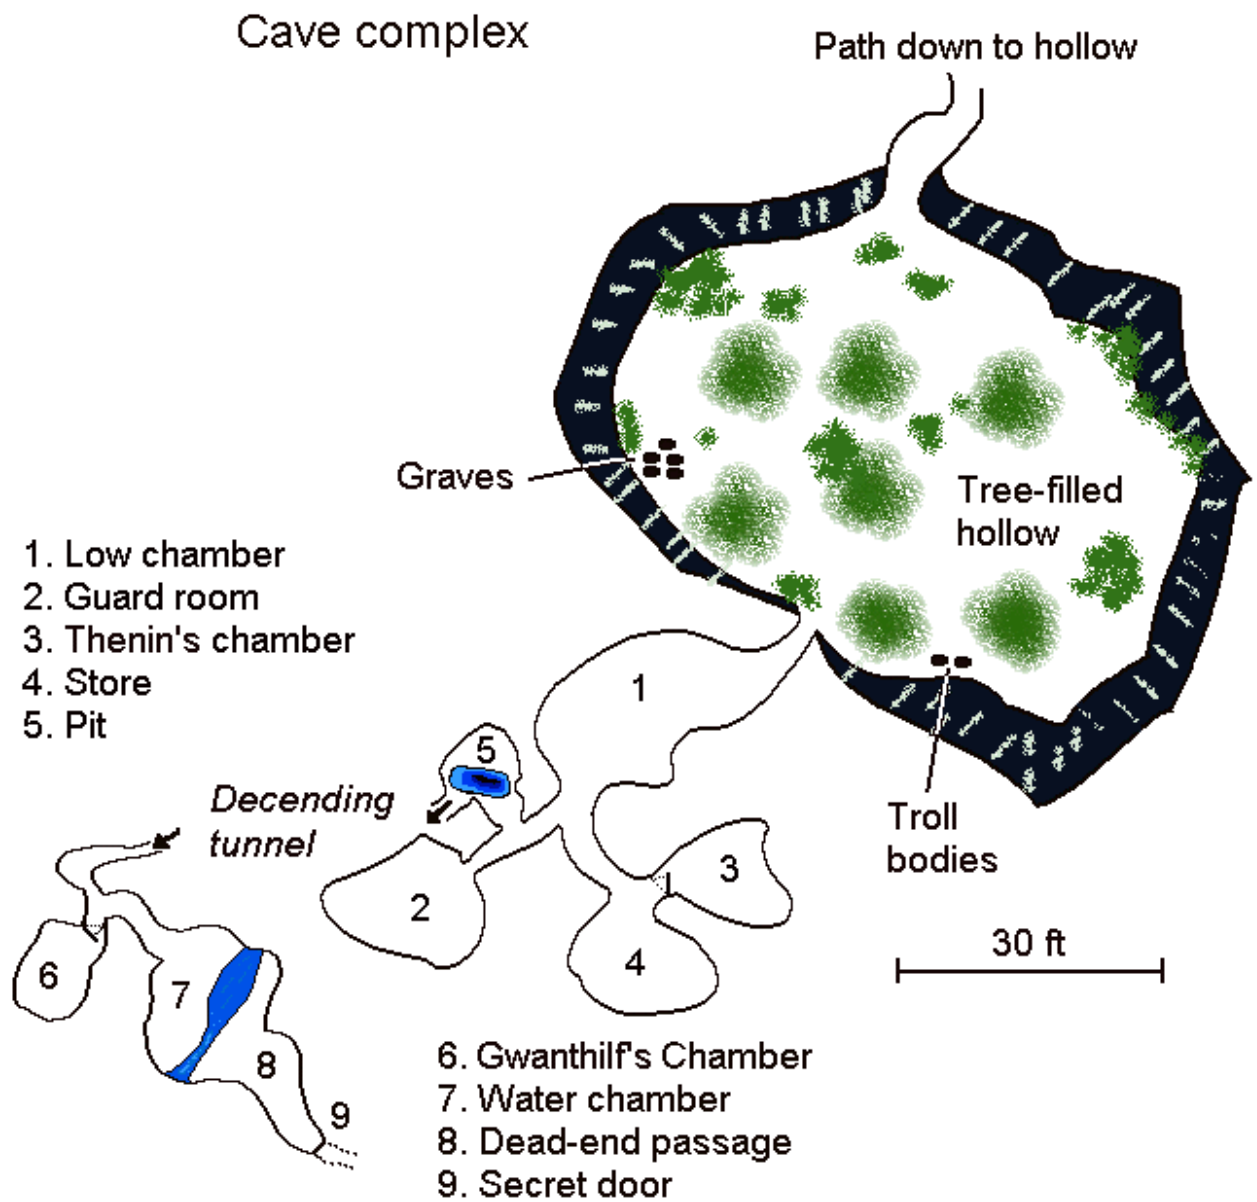 Cave complex
Path down to hollow
Graves
Tree-filled
hollow
1. Low chamber
2. Guard room
3. Thenin's chamber
4. Store
5. Pit
1
5
Decending
tunnel
Troll
bodies
3
2
4
30 ft
6
7
8
9
6. Gwanthilf's Chamber
7. Water chamber
8. Dead-end passage
9. Secret door